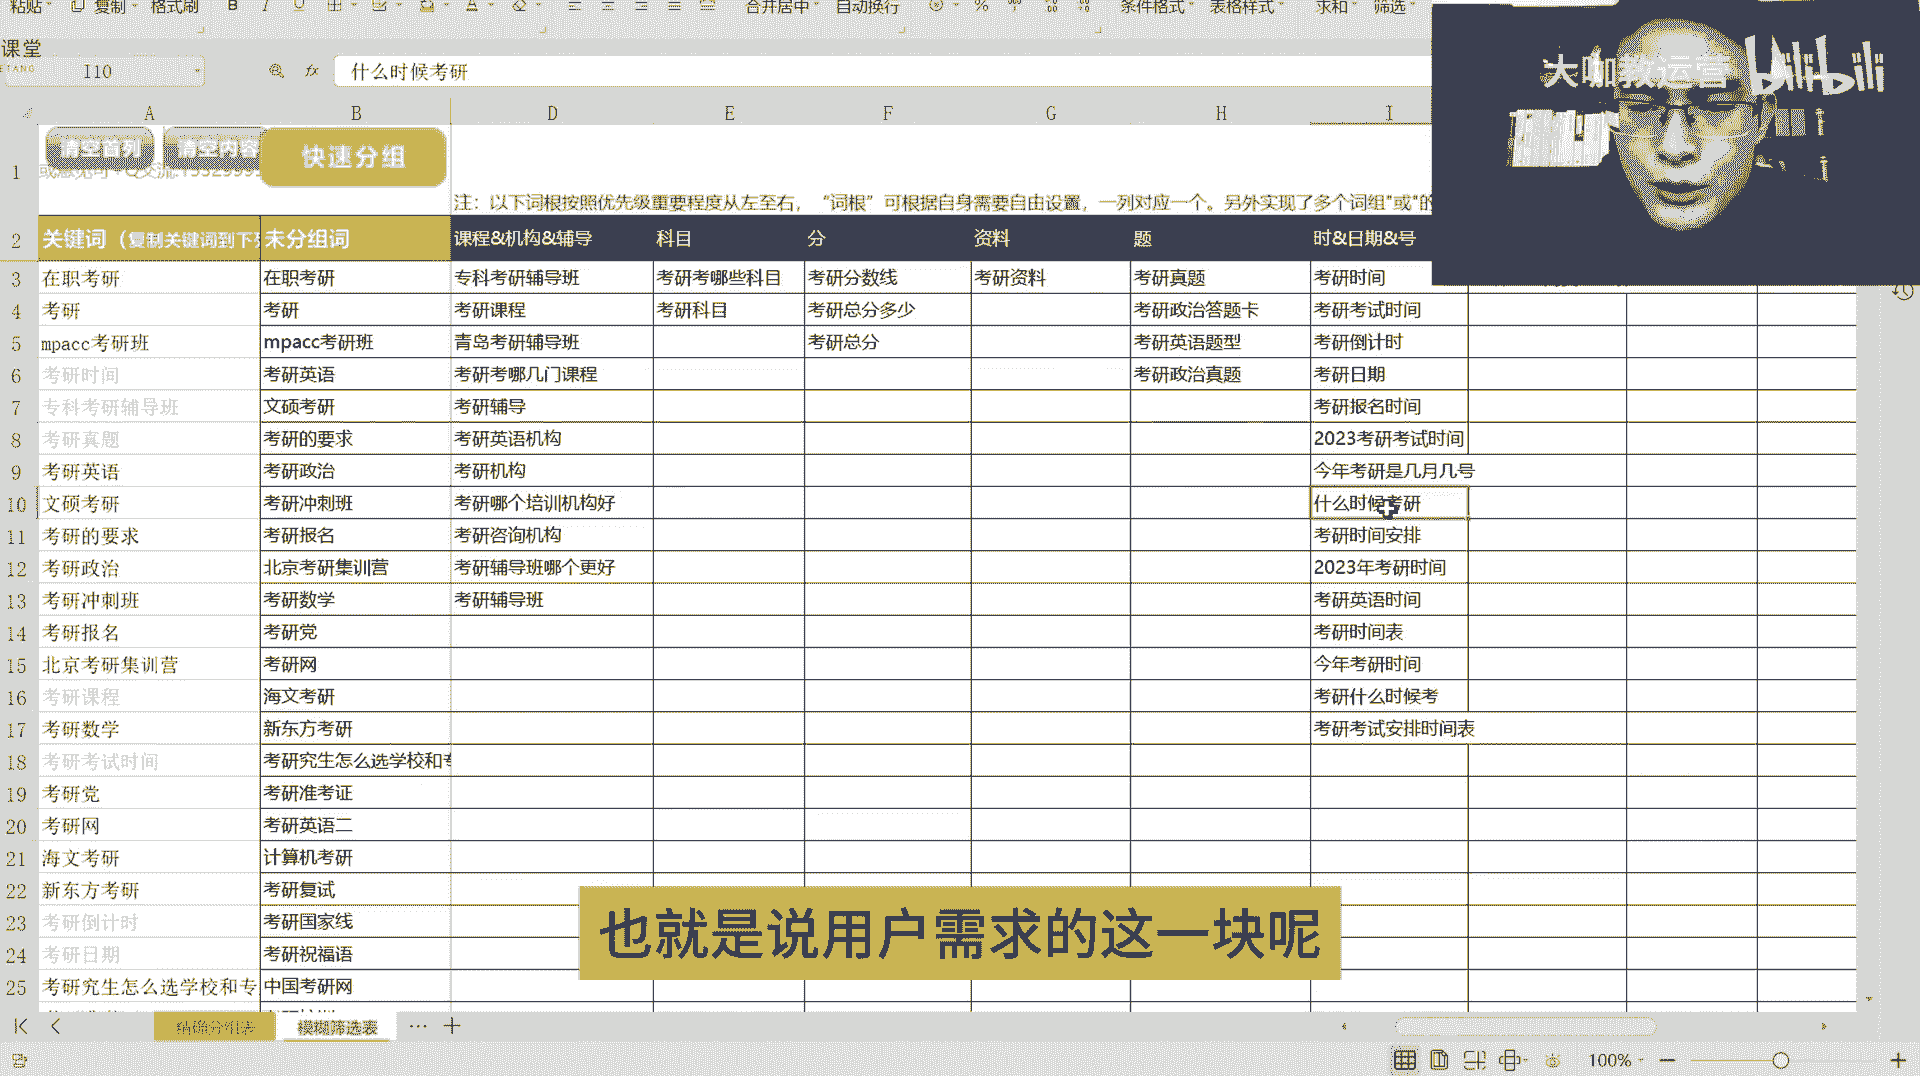 粘贴 复制 格式刷 B I U A 合并居中 自动换行 % 条件格式 表格样式 求和 筛选
课堂
I10 fx 什么时候考研
大咖教运营 bilibili
A B D E F G H I
清空首列 清空内容 快速分组
1 注：以下词根按照优先级重要程度从左至右， “词根”可根据自身需要自由设置，一列对应一个。另外实现了多个词组"或"的
2 关键词（复制关键词到下列 未分组词 课程&机构&辅导 科目 分 资料 题 时&日期&号
3 在职考研 在职考研 专科考研辅导班 考研考哪些科目 考研分数线 考研资料 考研真题 考研时间
4 考研 考研 考研课程 考研科目 考研总分多少 考研政治答题卡 考研考试时间
5 mpacc考研班 mpacc考研班 青岛考研辅导班 考研总分 考研英语题型 考研倒计时
6 考研时间 考研英语 考研考哪几门课程 考研政治真题 考研日期
7 专科考研辅导班 文硕考研 考研辅导 考研报名时间
8 考研真题 考研的要求 考研英语机构 2023考研考试时间
9 考研英语 考研政治 考研机构 今年考研是几月几号
10 文硕考研 考研冲刺班 考研哪个培训机构好 什么时候考研
11 考研的要求 考研报名 考研咨询机构 考研时间安排
12 考研政治 北京考研集训营 考研辅导班哪个更好 2023年考研时间
13 考研冲刺班 考研数学 考研辅导班 考研英语时间
14 考研报名 考研党 考研时间表
15 北京考研集训营 考研网 今年考研时间
16 考研课程 海文考研 考研什么时候考
17 考研数学 新东方考研 考研考试安排时间表
18 考研考试时间 考研究生怎么选学校和专
19 考研党 考研准考证
20 考研网 考研英语二
21 海文考研 计算机考研
22 新东方考研 考研复试
23 考研倒计时 考研国家线
24 考研日期 考研祝福语
25 考研究生怎么选学校和专 中国考研网
也就是说用户需求的这一块呢
精确分组表 模糊筛选表 ··· +
100% − +